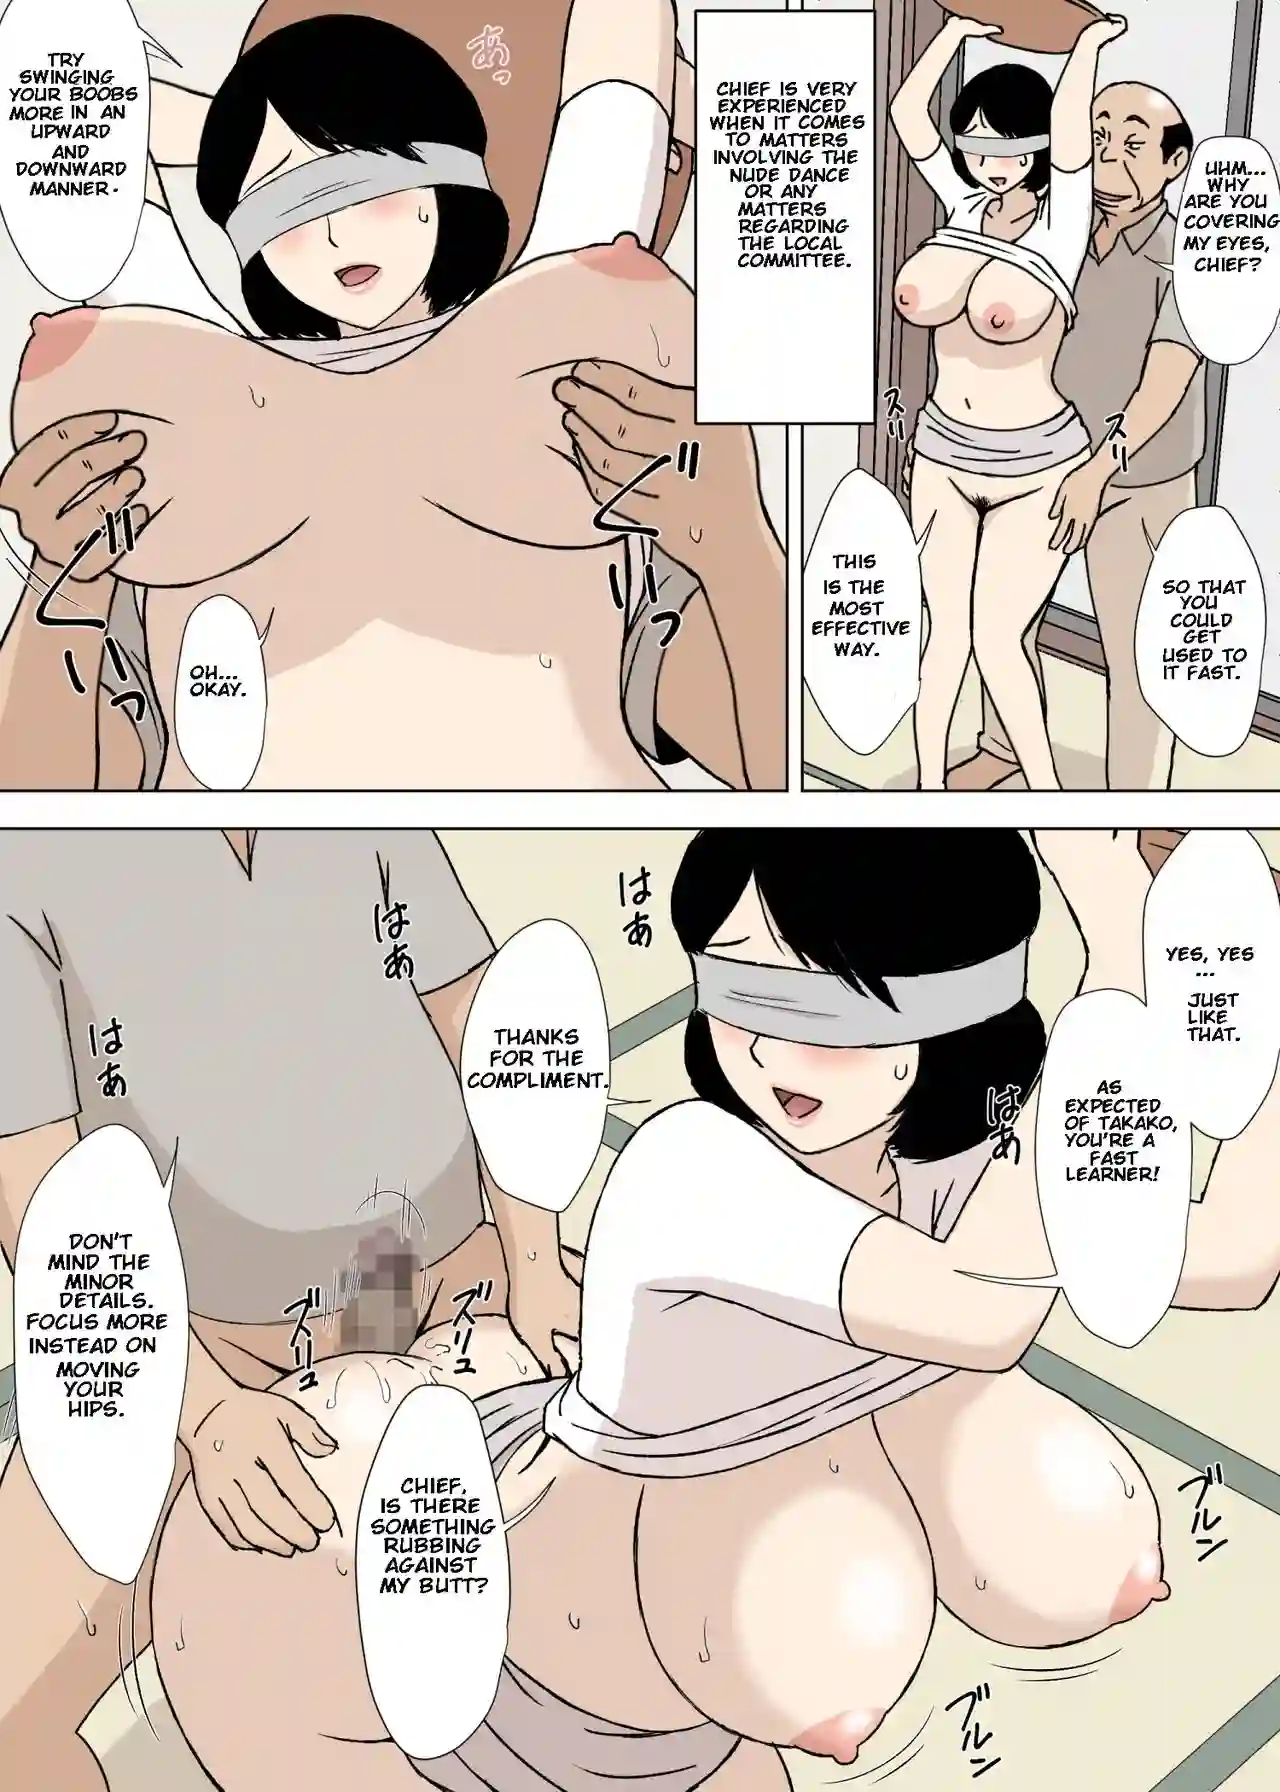 UHM...
WHY
ARE YOU
COVERING
MY EYES,
CHIEF?
SO THAT
YOU
COULD
GET
USED TO
IT FAST.
THIS
IS THE
MOST
EFFECTIVE
WAY.
スリ
スリ
CHIEF IS VERY
EXPERIENCED
WHEN IT COMES
TO MATTERS
INVOLVING THE
NUDE DANCE
OR ANY
MATTERS
REGARDING
THE LOCAL
COMMITTEE.
あっ
TRY
SWINGING
YOUR BOOBS
MORE IN AN
UPWARD
AND
DOWNWARD
MANNER.
OH...
OKAY.
ぐいっ
ぐいっ
YES, YES
...
JUST
LIKE
THAT.
AS
EXPECTED
OF TAKAKO,
YOU'RE A
FAST
LEARNER!
THANKS
FOR THE
COMPLIMENT.
はぁ
はぁ
はぁ
はぁ
CHIEF,
IS THERE
SOMETHING
RUBBING
AGAINST
MY BUTT?
DON'T
MIND THE
MINOR
DETAILS.
FOCUS MORE
INSTEAD ON
MOVING
YOUR
HIPS.
ズリュ
ズリュ
ブルン
ブルン